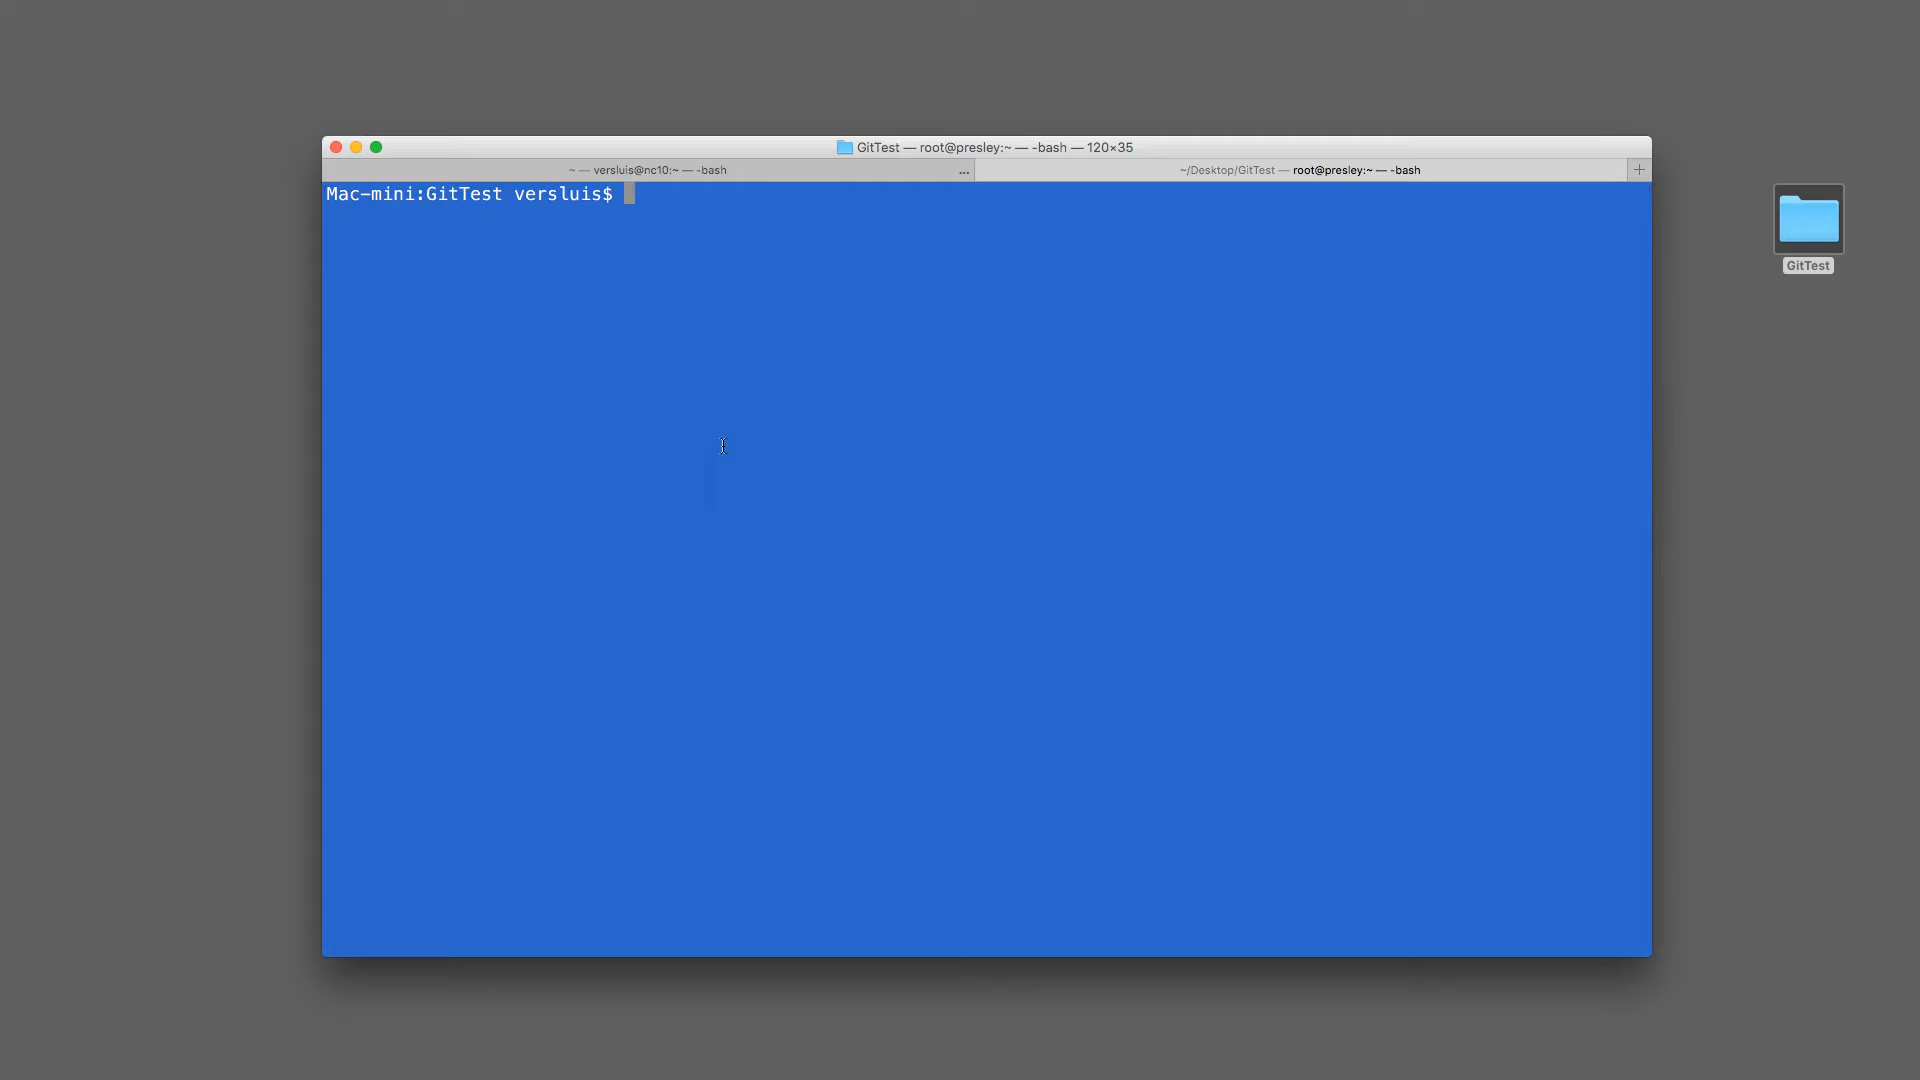 GitTest — root@presley:~ — -bash — 120×35
~ — versluis@nc10:~ — -bash
...
~/Desktop/GitTest — root@presley:~ — -bash
+
Mac-mini:GitTest versluis$
GitTest